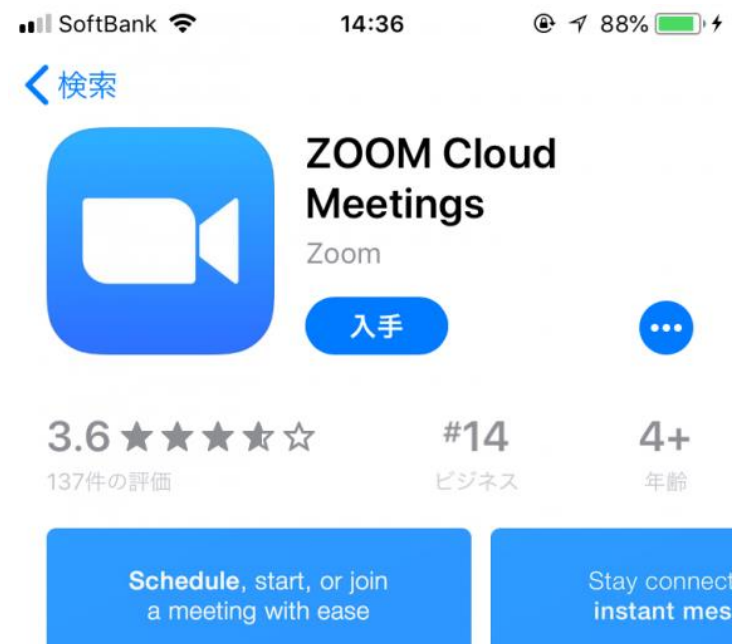 SoftBank 14:36 88%
検索
ZOOM Cloud
Meetings
Zoom
入手
3.6 #14 4+
137件の評価 ビジネス 年齢
Schedule, start, or join
a meeting with ease
Stay connect
instant mes